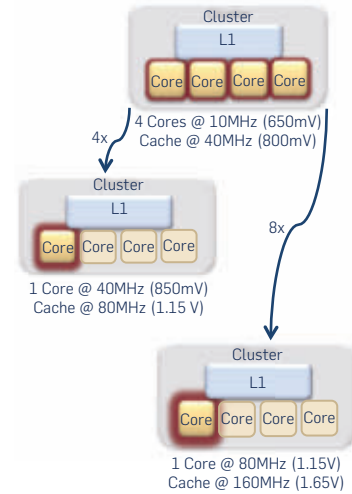 Cluster
L1
Core Core Core Core
4 Cores @ 10MHz (650mV)
Cache @ 40MHz (800mV)
4x
Cluster
L1
Core Core Core Core
1 Core @ 40MHz (850mV)
Cache @ 80MHz (1.15 V)
8x
Cluster
L1
Core Core Core Core
1 Core @ 80MHz (1.15V)
Cache @ 160MHz (1.65V)